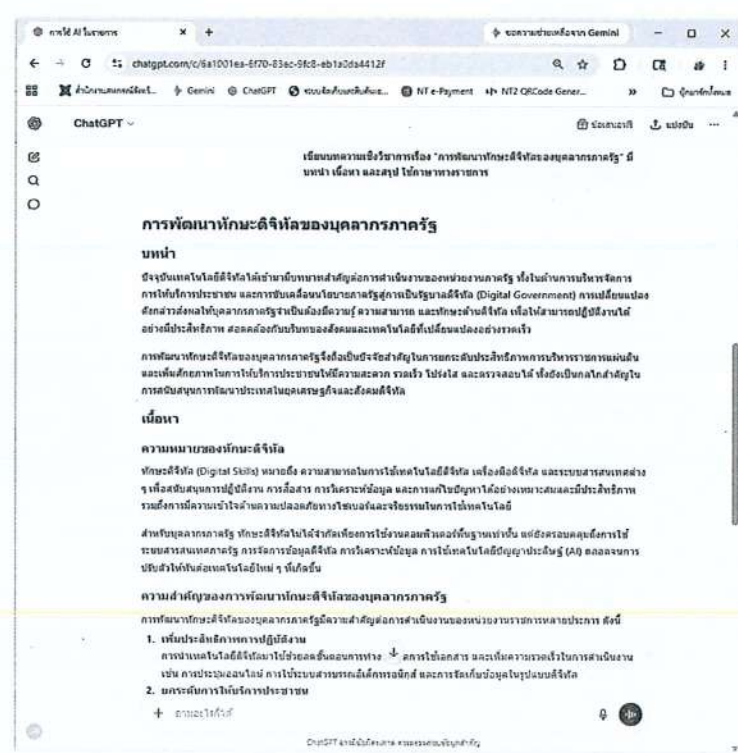 การใช้ AI ในราชการ
ขอความช่วยเหลือจาก Gemini
chatgpt.com/c/6a1001ea-6f70-83ec-9fc8-eb1a0da4412f
Gemini
ChatGPT
NT e-Payment
NT2 QRCode Gener...
»
ChatGPT
แบ่งปัน
เขียนบทความเชิงวิชาการเรื่อง "การพัฒนาทักษะดิจิทัลของบุคลากรภาครัฐ" มี
บทนำ เนื้อหา และสรุป ใช้ภาษาทางราชการ
การพัฒนาทักษะดิจิทัลของบุคลากรภาครัฐ
บทนำ
ปัจจุบันเทคโนโลยีดิจิทัลได้เข้ามามีบทบาทสำคัญต่อการดำเนินงานของหน่วยงานภาครัฐ ทั้งในด้านการบริหารจัดการ
การให้บริการประชาชน และการขับเคลื่อนนโยบายภาครัฐสู่การเป็นรัฐบาลดิจิทัล (Digital Government) การเปลี่ยนแปลง
ดังกล่าวส่งผลให้บุคลากรภาครัฐจำเป็นต้องมีความรู้ ความสามารถ และทักษะด้านดิจิทัล เพื่อให้สามารถปฏิบัติงานได้
อย่างมีประสิทธิภาพ สอดคล้องกับบริบทของสังคมและเทคโนโลยีที่เปลี่ยนแปลงอย่างรวดเร็ว
การพัฒนาทักษะดิจิทัลของบุคลากรภาครัฐจึงถือเป็นปัจจัยสำคัญในการยกระดับประสิทธิภาพการบริหารราชการแผ่นดิน
และเพิ่มศักยภาพในการให้บริการประชาชนให้มีความสะดวก รวดเร็ว โปร่งใส และตรวจสอบได้ ทั้งยังเป็นกลไกสำคัญใน
การสนับสนุนการพัฒนาประเทศในยุคเศรษฐกิจและสังคมดิจิทัล
เนื้อหา
ความหมายของทักษะดิจิทัล
ทักษะดิจิทัล (Digital Skills) หมายถึง ความสามารถในการใช้เทคโนโลยีดิจิทัล เครื่องมือดิจิทัล และระบบสารสนเทศต่าง
ๆ เพื่อสนับสนุนการปฏิบัติงาน การสื่อสาร การวิเคราะห์ข้อมูล และการแก้ไขปัญหาได้อย่างเหมาะสมและมีประสิทธิภาพ
รวมถึงการมีความเข้าใจด้านความปลอดภัยทางไซเบอร์และจริยธรรมในการใช้เทคโนโลยี
สำหรับบุคลากรภาครัฐ ทักษะดิจิทัลไม่ได้จำกัดเพียงการใช้งานคอมพิวเตอร์พื้นฐานเท่านั้น แต่ยังครอบคลุมถึงการใช้
ระบบสารสนเทศภาครัฐ การจัดการข้อมูลดิจิทัล การวิเคราะห์ข้อมูล การใช้เทคโนโลยีปัญญาประดิษฐ์ (AI) ตลอดจนการ
ปรับตัวให้ทันต่อเทคโนโลยีใหม่ ๆ ที่เกิดขึ้น
ความสำคัญของการพัฒนาทักษะดิจิทัลของบุคลากรภาครัฐ
การพัฒนาทักษะดิจิทัลของบุคลากรภาครัฐมีความสำคัญต่อการดำเนินงานของหน่วยงานราชการหลายประการ ดังนี้
1. เพิ่มประสิทธิภาพการปฏิบัติงาน
การนำเทคโนโลยีดิจิทัลมาใช้ช่วยลดขั้นตอนการทำง ลดการใช้เอกสาร และเพิ่มความรวดเร็วในการดำเนินงาน
เช่น การประชุมออนไลน์ การใช้ระบบสารบรรณอิเล็กทรอนิกส์ และการจัดเก็บข้อมูลในรูปแบบดิจิทัล
2. ยกระดับการให้บริการประชาชน
ถามอะไรก็ได้